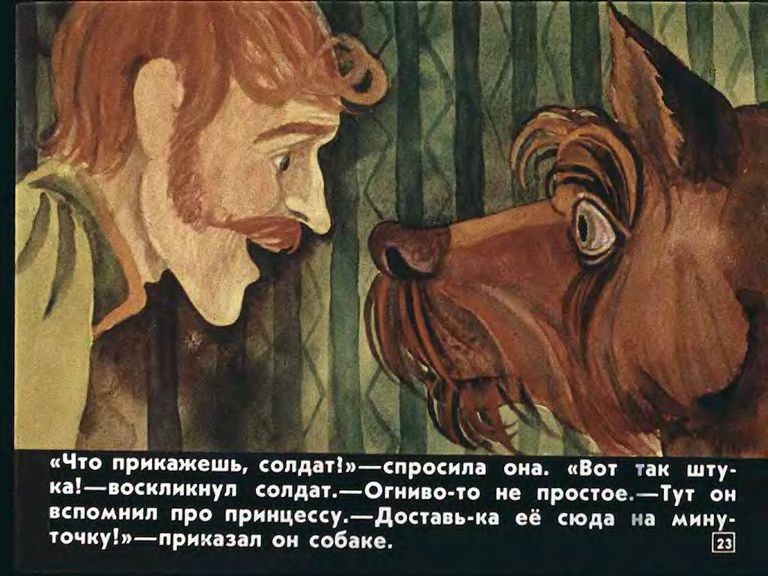 «Что прикажешь, солдат?»—спросила она. «Вот так шту-
ка!—воскликнул солдат.—Огниво-то не простое.—Тут он
вспомнил про принцессу.—Доставь-ка её сюда на мину-
точку!»—приказал он собаке.
23